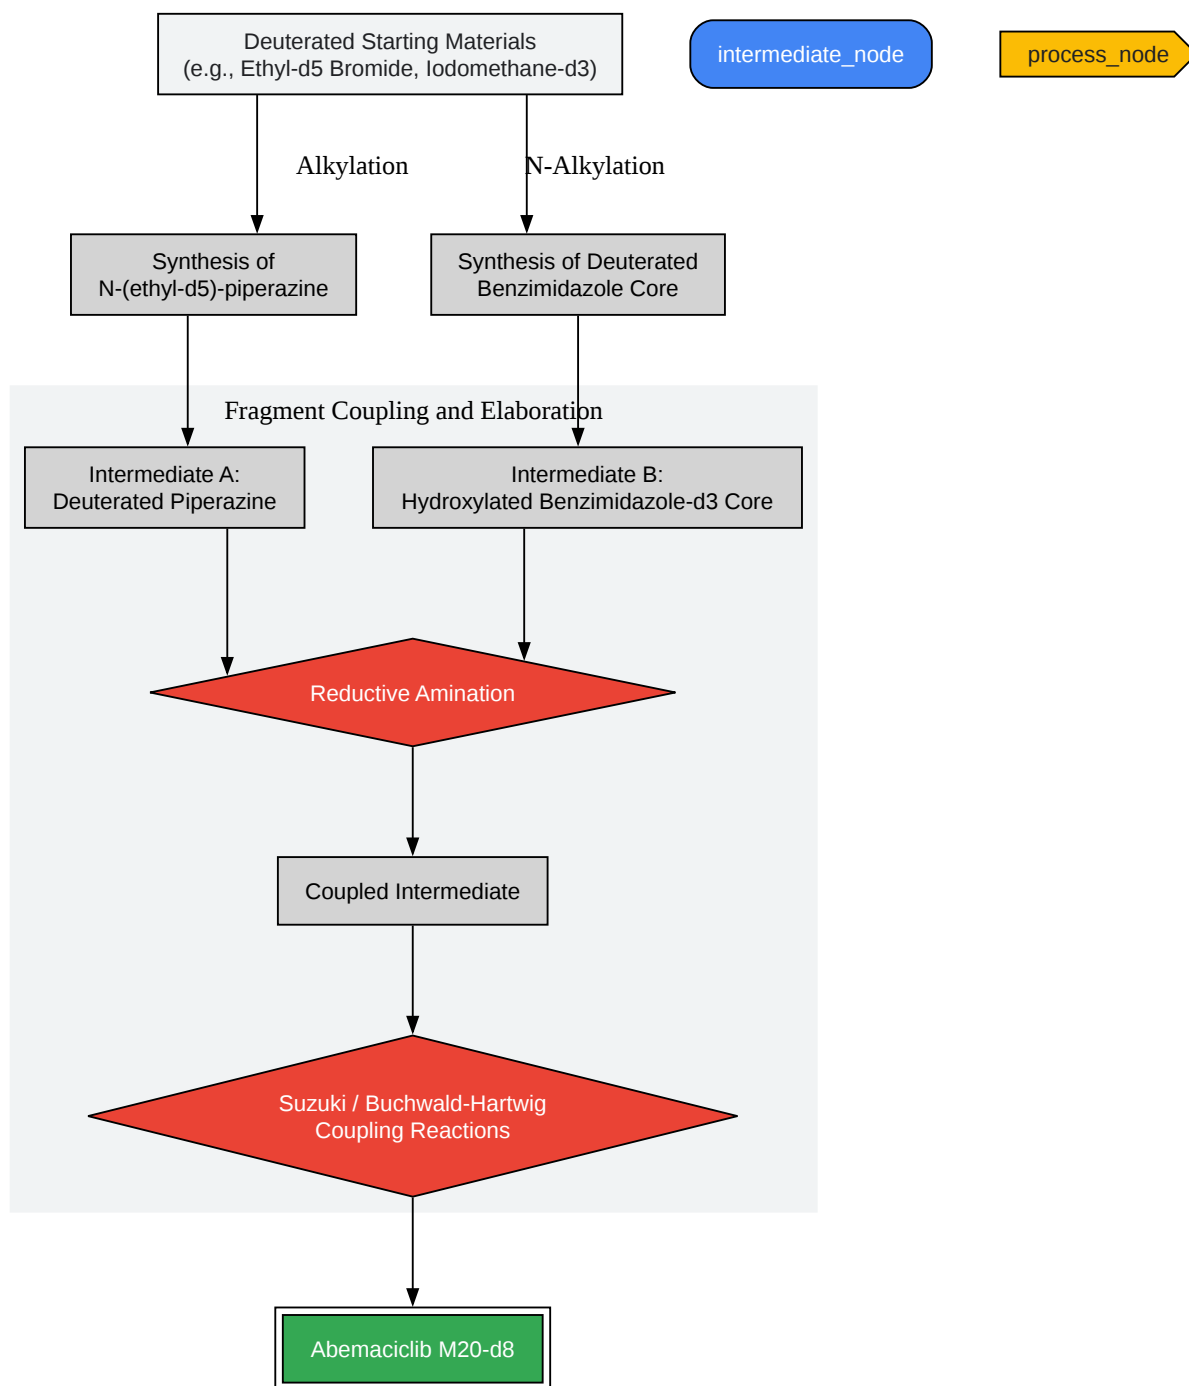 Deuterated Starting Materials
(e.g., Ethyl-d5 Bromide, Iodomethane-d3)
intermediate_node
process_node
Alkylation
N-Alkylation
Synthesis of
N-(ethyl-d5)-piperazine
Synthesis of Deuterated
Benzimidazole Core
Fragment Coupling and Elaboration
Intermediate A:
Deuterated Piperazine
Intermediate B:
Hydroxylated Benzimidazole-d3 Core
Reductive Amination
Coupled Intermediate
Suzuki / Buchwald-Hartwig
Coupling Reactions
Abemaciclib M20-d8